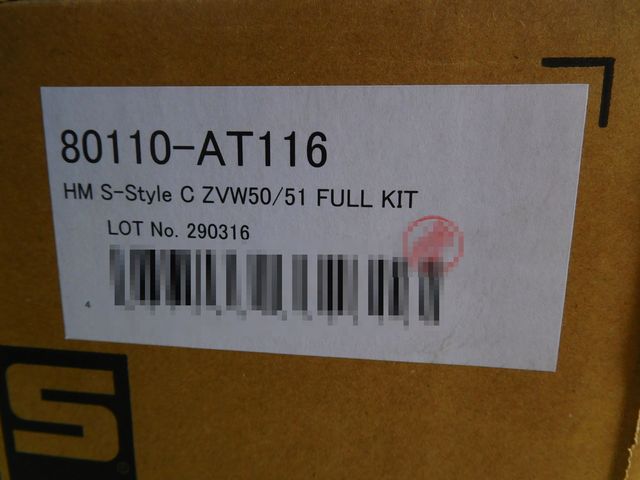 80110-AT116
HM S-Style C ZVW50/51 FULL KIT
LOT No. 290316
4
S
®